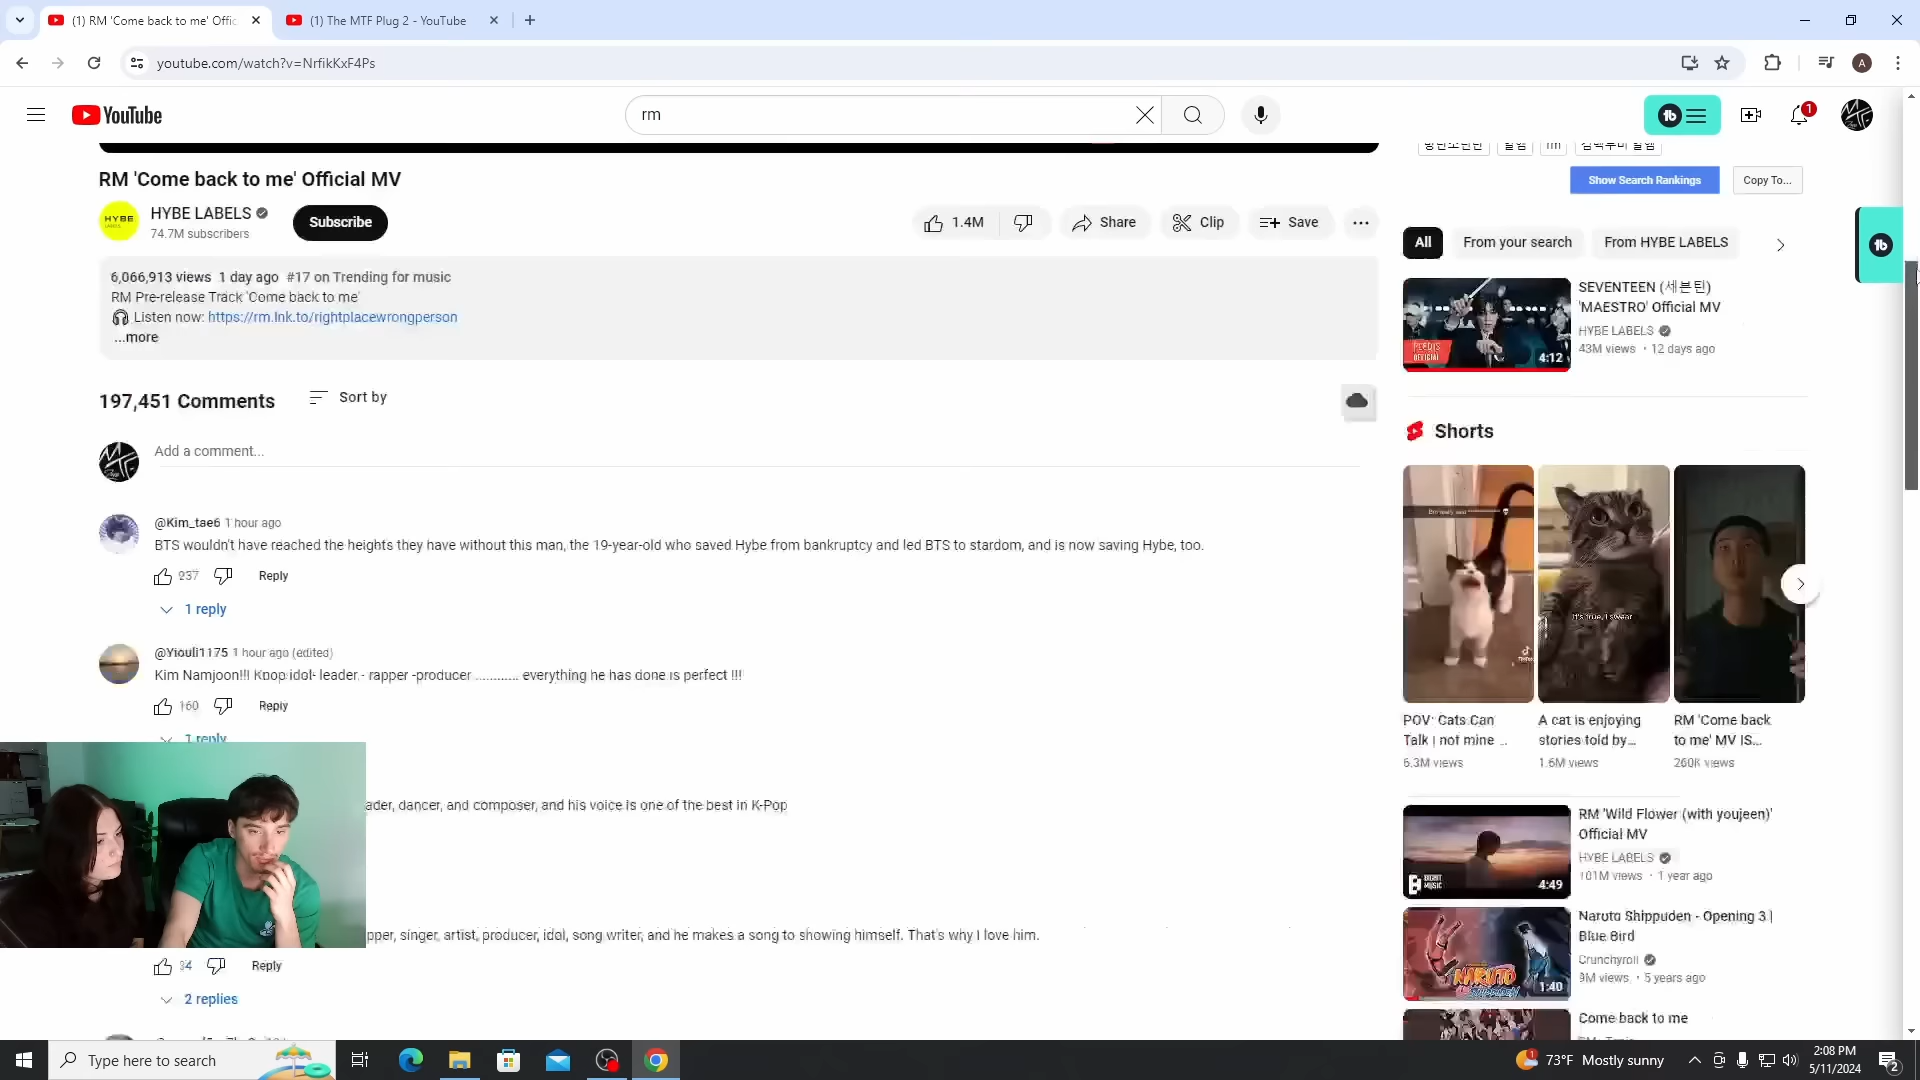 (1) RM 'Come back to me' Offic
(1) The MTF Plug 2 - YouTube
youtube.com/watch?v=NrfikKxF4Ps
A
YouTube
rm
1
RM 'Come back to me' Official MV
HYBE LABELS
HYBE LABELS
74.7M subscribers
Subscribe
1.4M
Share
Clip
Save
rm
Show Search Rankings
Copy To...
All
From your search
From HYBE LABELS
6,066,913 views 1 day ago #17 on Trending for music
RM Pre-release Track 'Come back to me'
Listen now: https://rm.lnk.to/rightplacewrongperson
...more
SEVENTEEN (세븐틴)
'MAESTRO' Official MV
HYBE LABELS
43M views • 12 days ago
4:12
197,451 Comments
Sort by
Add a comment...
Shorts
@Kim_tae6 1 hour ago
BTS wouldn't have reached the heights they have without this man, the 19-year-old who saved Hybe from bankruptcy and led BTS to stardom, and is now saving Hybe, too.
237
Reply
1 reply
@Youli1175 1 hour ago (edited)
Kim Namjoon!!! Kpop idol- leader - rapper -producer ............ everything he has done is perfect !!!
160
Reply
1 reply
It's true, I swear
POV: Cats Can
Talk | not mine ...
6.3M views
A cat is enjoying
stories told by...
1.6M views
RM 'Come back
to me' MV IS...
260K views
ader, dancer, and composer, and his voice is one of the best in K-Pop
pper, singer, artist, producer, idol, song writer, and he makes a song to showing himself. That's why I love him.
34
Reply
2 replies
RM 'Wild Flower (with youjeen)'
Official MV
HYBE LABELS
101M views • 1 year ago
BIGHIT
MUSIC
4:49
Naruto Shippuden - Opening 3 |
Blue Bird
Crunchyroll
9M views • 5 years ago
NARUTO
1:40
Come back to me
Type here to search
1
73°F Mostly sunny
2:08 PM
5/11/2024
2